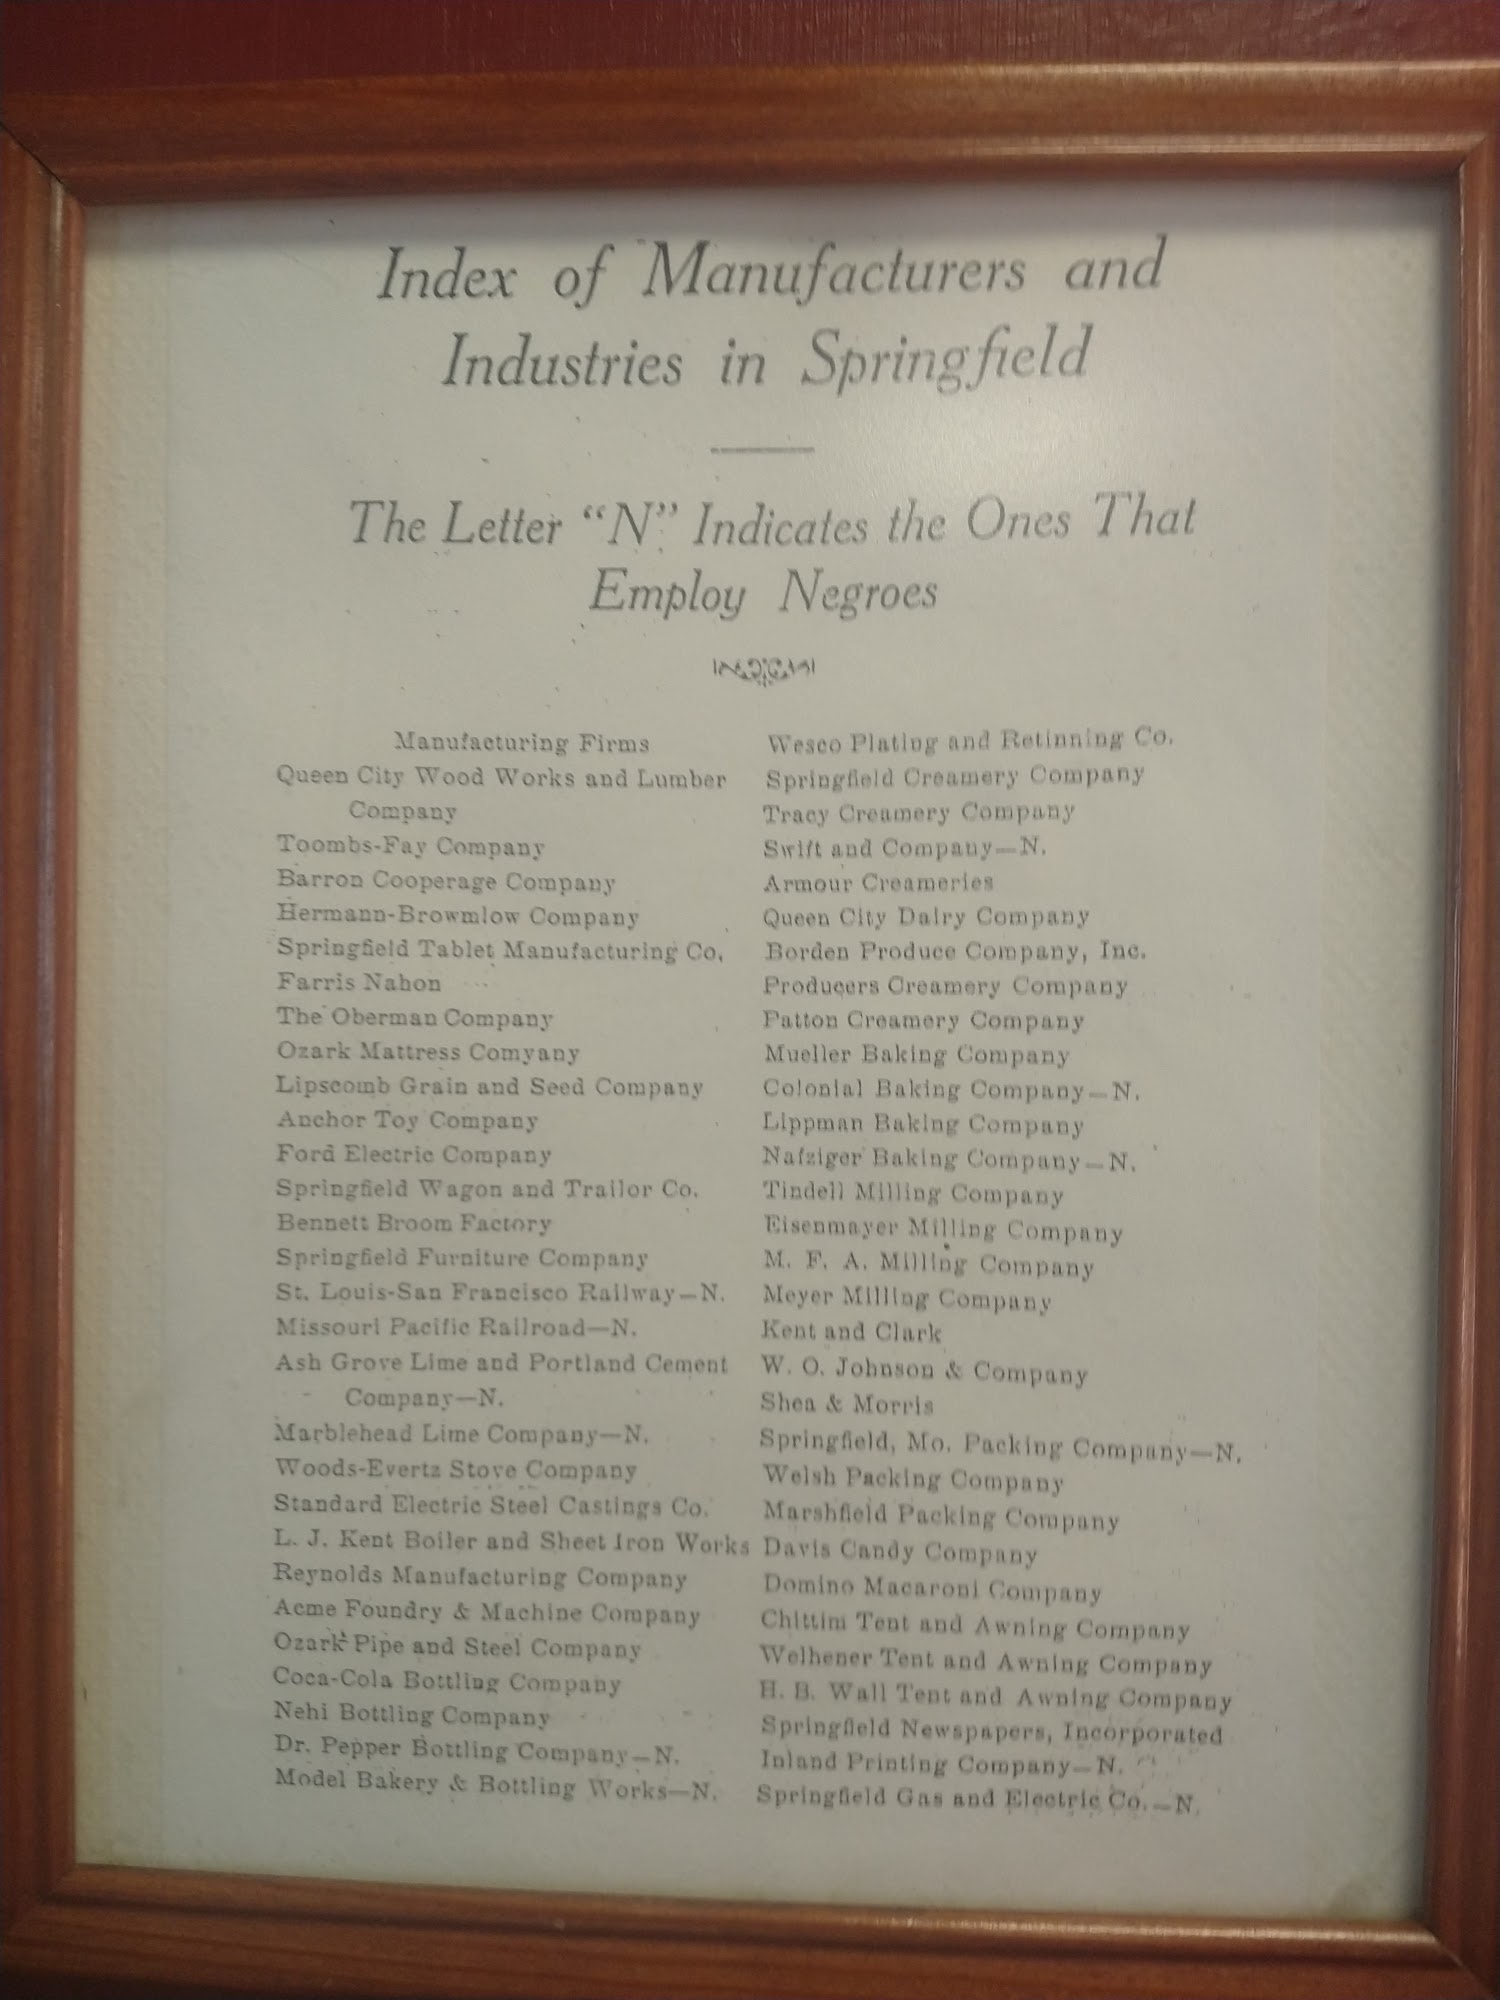 Index of Manufacturers and
Industries in Springfield
The Letter "N" Indicates the Ones That
Employ Negroes
Manufacturing Firms
Queen City Wood Works and Lumber
Company
Toombs-Fay Company
Barron Cooperage Company
Hermann-Browmlow Company
Springfield Tablet Manufacturing Co.
Farris Nahon
The Oberman Company
Ozark Mattress Comyany
Lipscomb Grain and Seed Company
Anchor Toy Company
Ford Electric Company
Springfield Wagon and Trailor Co.
Bennett Broom Factory
Springfield Furniture Company
St. Louis-San Francisco Railway—N.
Missouri Pacific Railroad—N.
Ash Grove Lime and Portland Cement
Company—N.
Marblehead Lime Company—N.
Woods-Evertz Stove Company
Standard Electric Steel Castings Co.
L. J. Kent Boiler and Sheet Iron Works
Reynolds Manufacturing Company
Acme Foundry & Machine Company
Ozark Pipe and Steel Company
Coca-Cola Bottling Company
Nehi Bottling Company
Dr. Pepper Bottling Company—N.
Model Bakery & Bottling Works—N.
Wesco Plating and Retinning Co.
Springfield Creamery Company
Tracy Creamery Company
Swift and Company—N.
Armour Creameries
Queen City Dairy Company
Borden Produce Company, Inc.
Producers Creamery Company
Patton Creamery Company
Mueller Baking Company
Colonial Baking Company—N.
Lippman Baking Company
Nafziger Baking Company—N.
Tindell Milling Company
Eisenmayer Milling Company
M. F. A. Milling Company
Meyer Milling Company
Kent and Clark
W. O. Johnson & Company
Shea & Morris
Springfield, Mo. Packing Company—N.
Welsh Packing Company
Marshfield Packing Company
Davis Candy Company
Domino Macaroni Company
Chittim Tent and Awning Company
Welhener Tent and Awning Company
H. B. Wall Tent and Awning Company
Springfield Newspapers, Incorporated
Inland Printing Company—N.
Springfield Gas and Electric Co.—N.